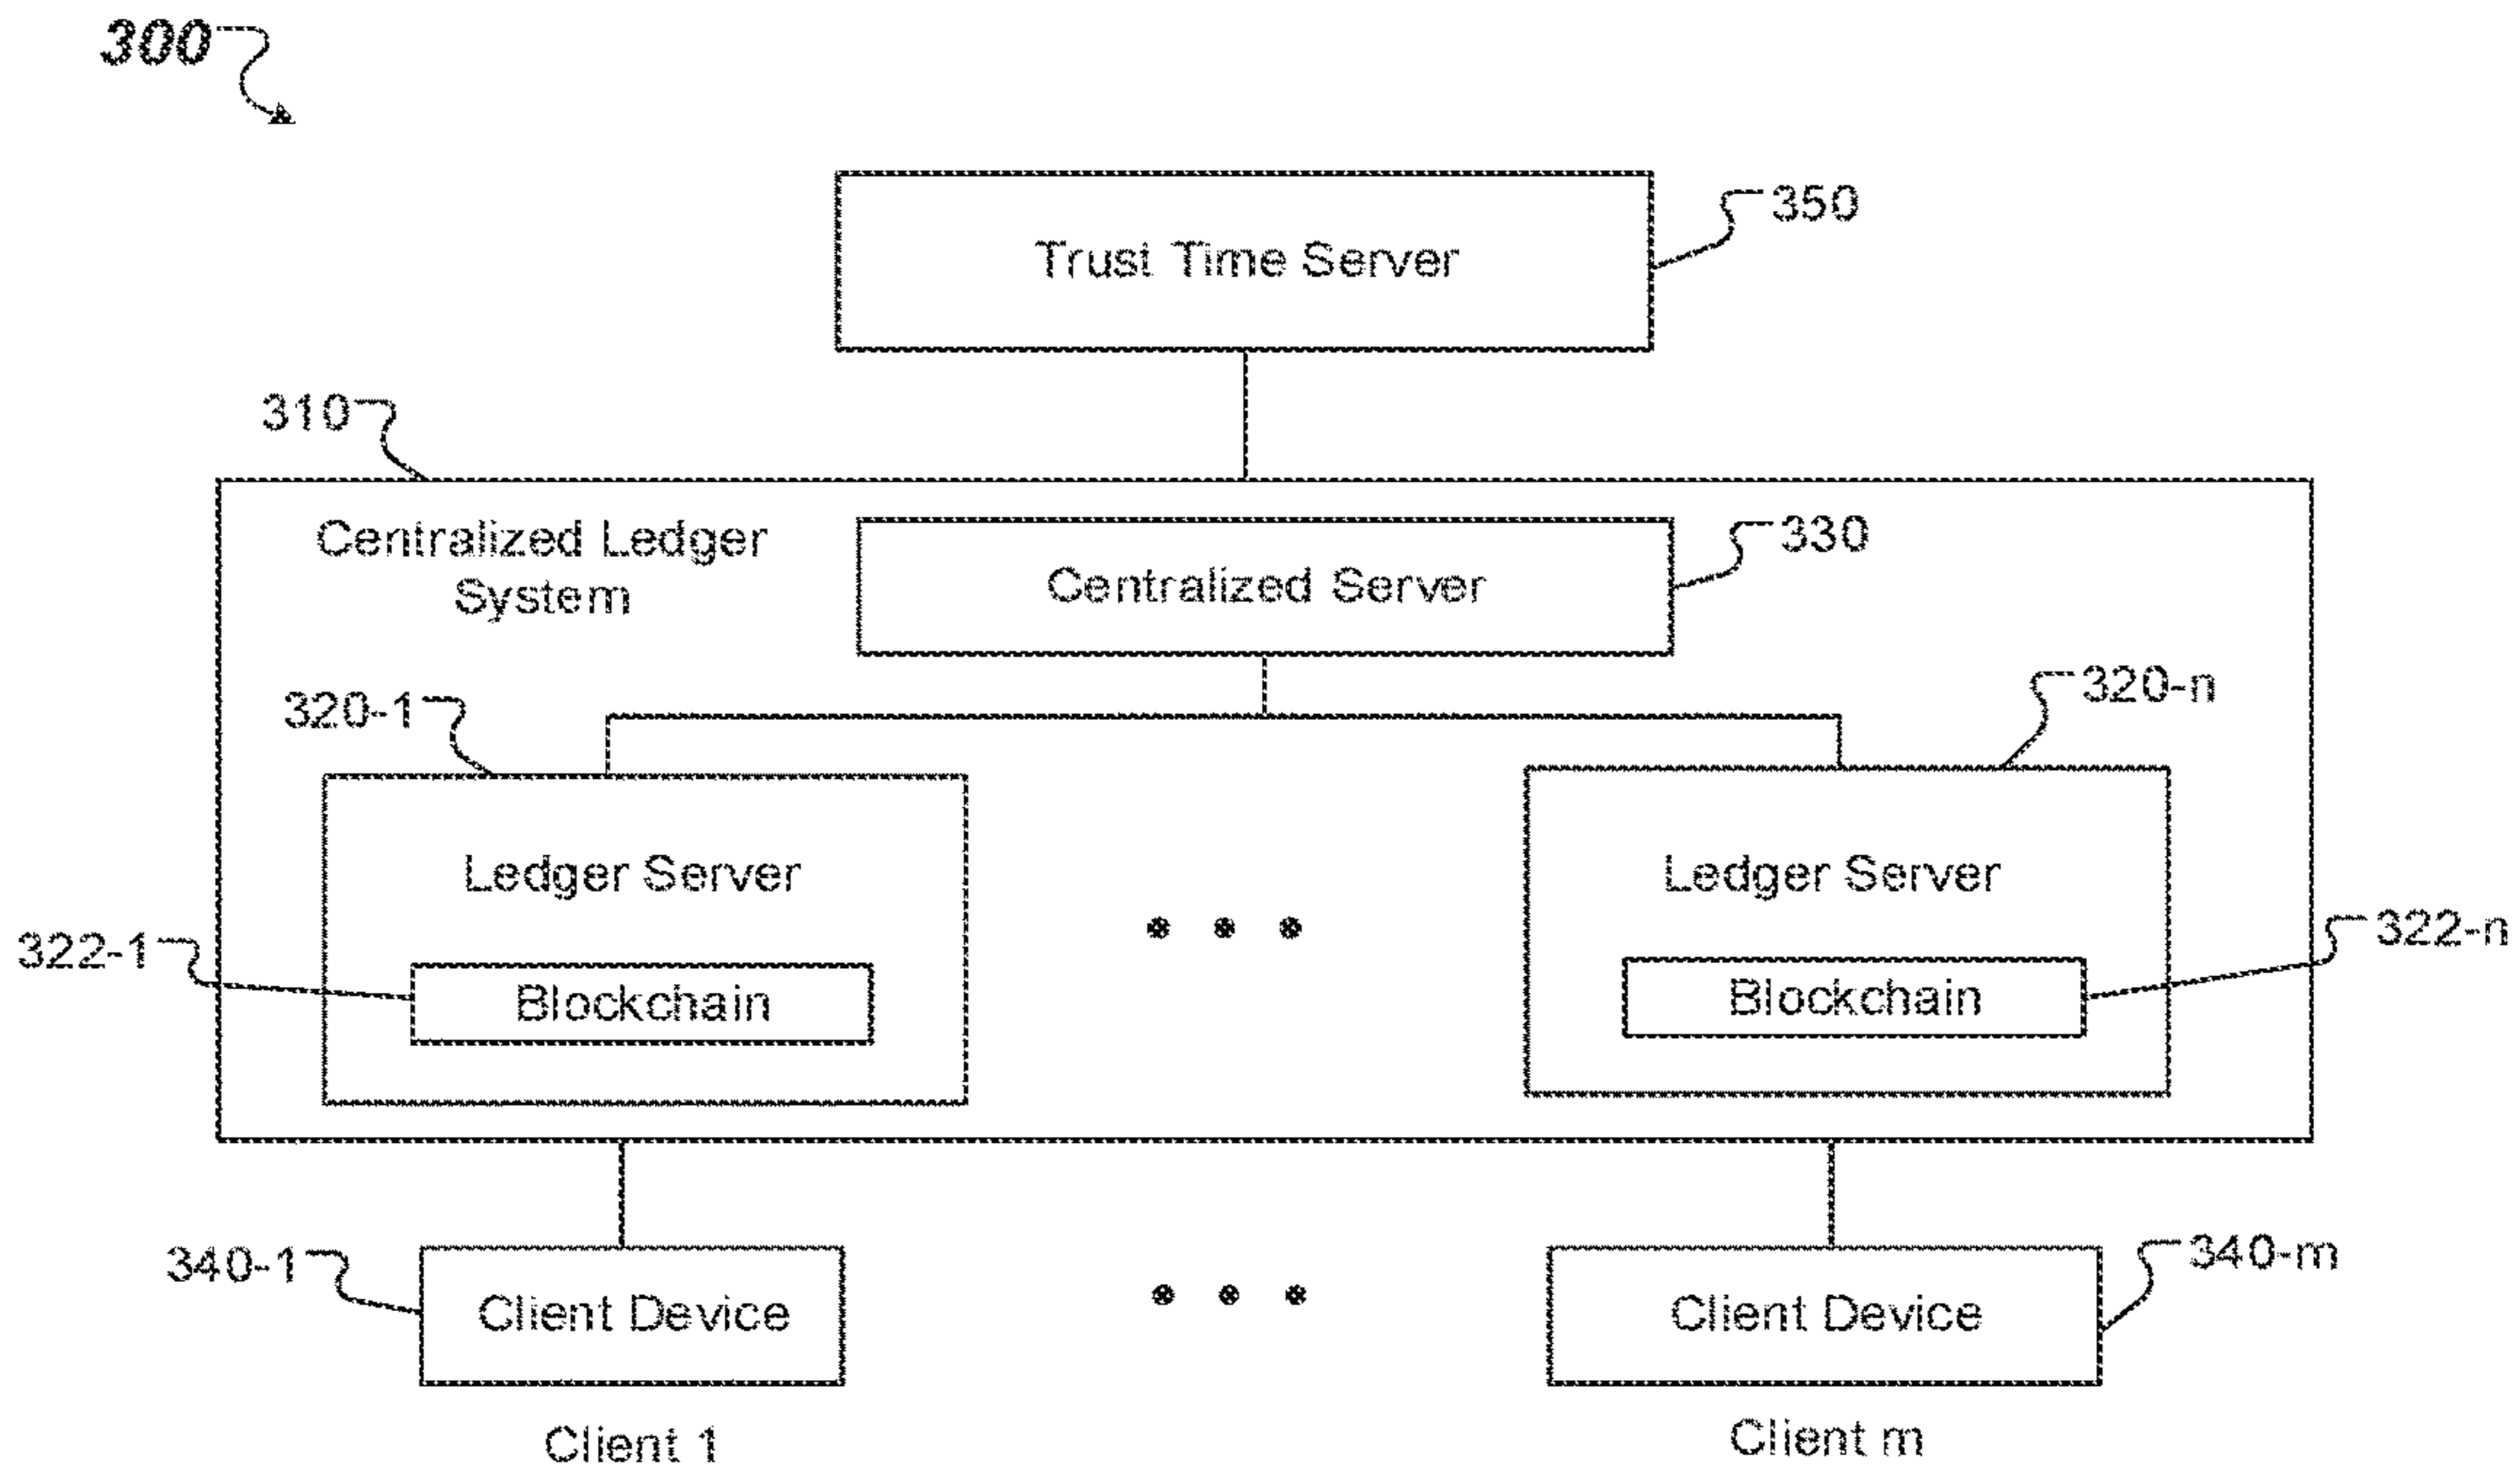 300
350
Trust Time Server
310
Centralized Ledger
System
330
Centralized Server
320-1
320-n
Ledger Server
Ledger Server
322-1
322-n
Blockchain
Blockchain
340-1
340-m
Client Device
Client Device
Client 1
Client m